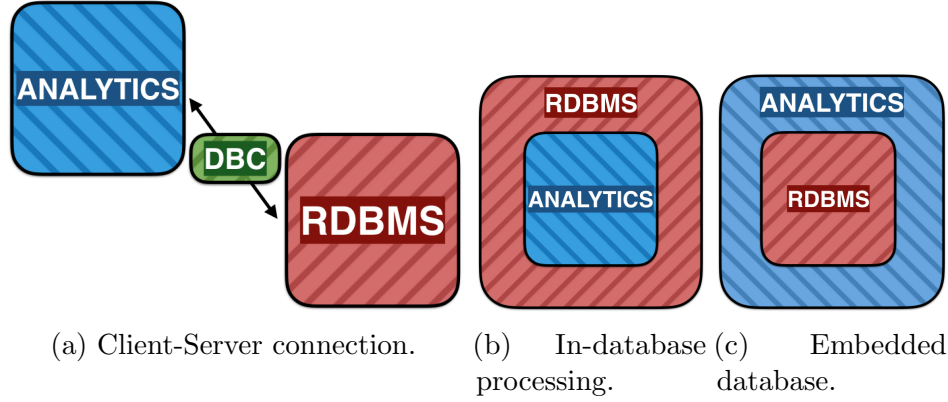 ANALYTICS
DBC
RDBMS
RDBMS
ANALYTICS
ANALYTICS
RDBMS
(a) Client-Server connection.
(b) In-database
processing.
(c) Embedded
database.